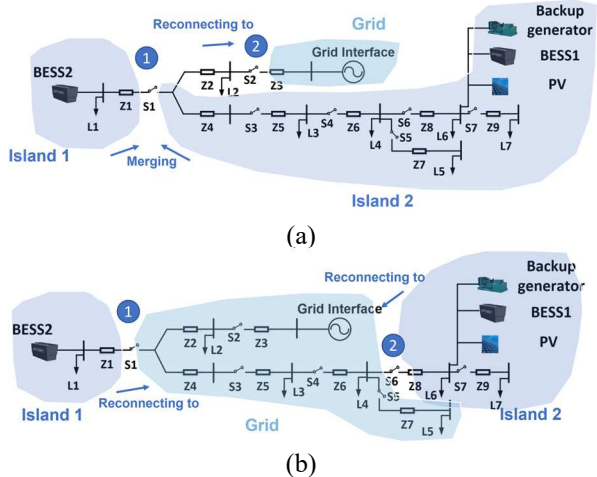 Reconnecting to
Grid
Backup
generator
BESS1
PV
Grid Interface
BESS2
1
2
Z2
L2
S2
Z3
L1
Z1
S1
Z4
S3
Z5
L3
S4
Z6
L4
S6
S5
Z8
L6
S7
Z9
L7
Z7
L5
Island 1
Merging
Island 2
(a)
Reconnecting to
Backup
generator
BESS1
PV
Grid Interface
BESS2
1
2
Z2
L2
S2
Z3
L1
Z1
S1
Z4
S3
Z5
L3
S4
Z6
L4
S6
S5
Z8
L6
S7
Z9
L7
Z7
L5
Island 1
Reconnecting to
Grid
Island 2
(b)